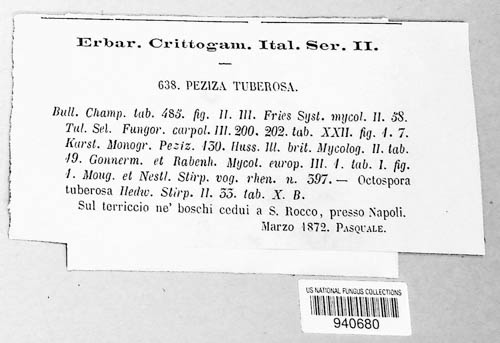 Erbar. Crittogam. Ital. Ser. II.
—
638. PEZIZA TUBEROSA.
Bull. Champ. tab. 485. fig. II. III. Fries Syst. mycol. II. 58.
Tul. Sel. Fungor. carpol. III. 200. 202. tab. XXII. fig. 1. 7.
Karst. Monogr. Peziz. 130. Huss. Ill. brit. Mycolog. II. tab.
19. Gonnerm. et Rabenh. Mycol. europ. III. 1. tab. I. fig.
1. Moug. et Nestl. Stirp. vog. rhen. n. 397. — Octospora
tuberosa Hedw. Stirp. II. 33. tab. X. B.
Sul terriccio ne' boschi cedui a S. Rocco, presso Napoli.
Marzo 1872. PASQUALE.
US NATIONAL FUNGUS COLLECTIONS
940680